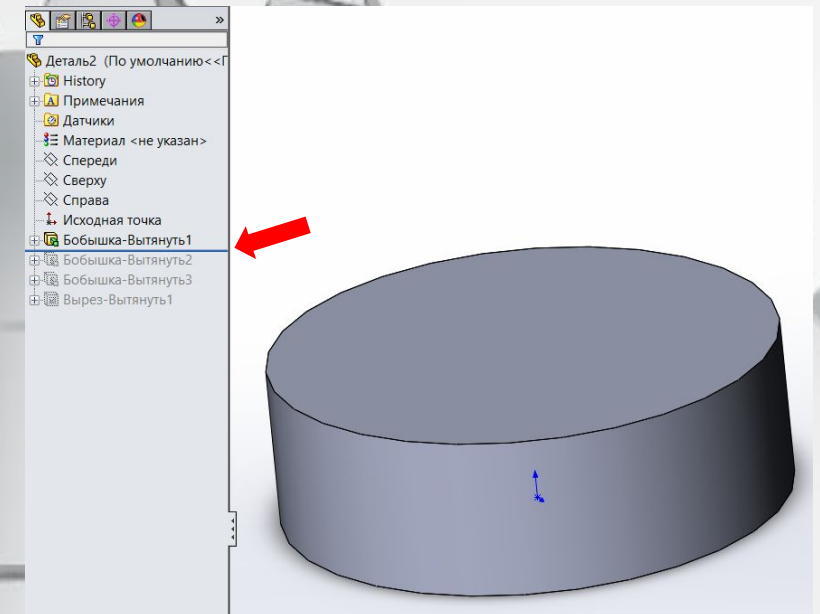 »
Деталь2 (По умолчанию<<Г
History
Примечания
Датчики
Материал <не указан>
Спереди
Сверху
Справа
Исходная точка
Бобышка-Вытянуть1
Бобышка-Вытянуть2
Бобышка-Вытянуть3
Вырез-Вытянуть1